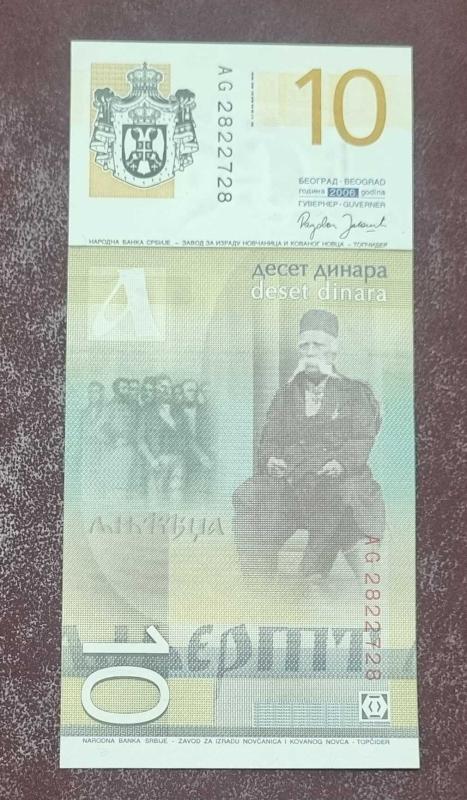 AG 2822728
10
БЕОГРАД - BEOGRAD
година 2006 godina
ГУВЕРНЕР - GUVERNER
НАРОДНА БАНКА СРБИЈЕ – ЗАВОД ЗА ИЗРАДУ НОВЧАНИЦА И КОВАНОГ НОВЦА – ТОПЧИДЕР
десет динара
deset dinara
AG 2822728
10
NARODNA BANKA SRBIJE – ZAVOD ZA IZRADU NOVČANICA I KOVANOG NOVCA – TOPČIDER